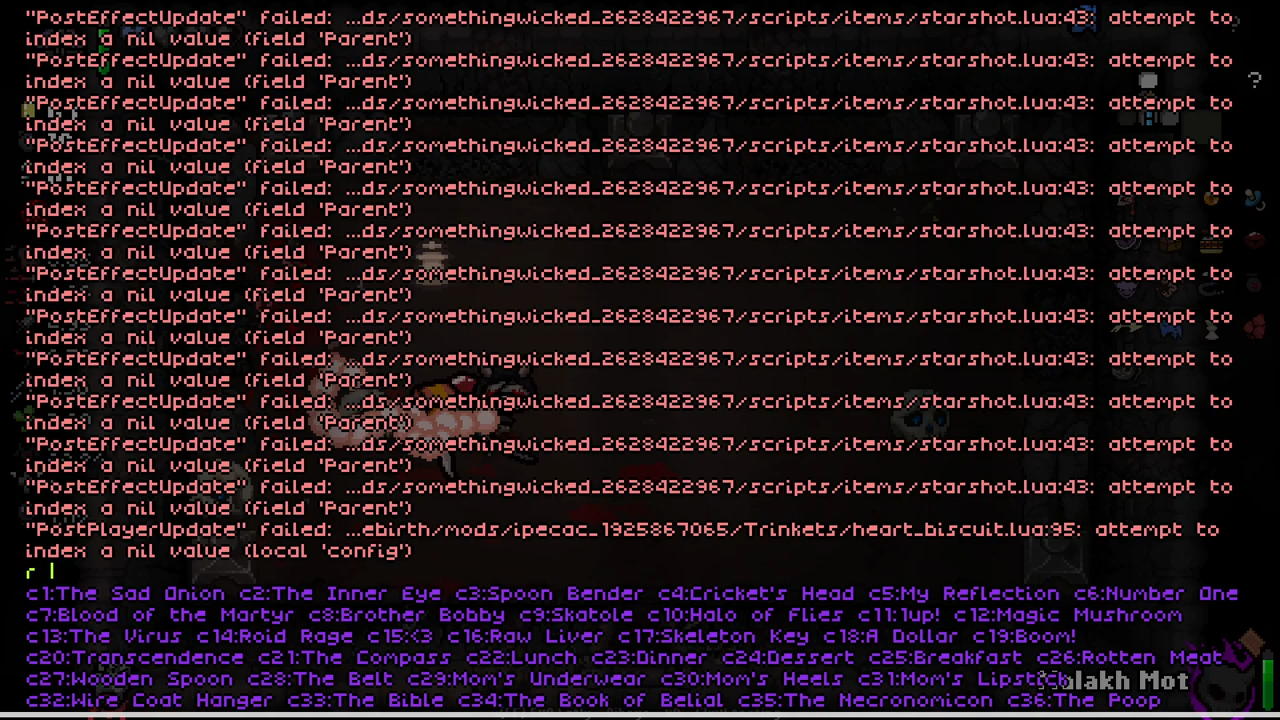 "PostEffectUpdate" failed: ...ds/somethingwicked_2628422967/scripts/items/starshot.lua:43: attempt to
index a nil value (field 'Parent')
"PostEffectUpdate" failed: ...ds/somethingwicked_2628422967/scripts/items/starshot.lua:43: attempt to
index a nil value (field 'Parent')
"PostEffectUpdate" failed: ...ds/somethingwicked_2628422967/scripts/items/starshot.lua:43: attempt to
index a nil value (field 'Parent')
"PostEffectUpdate" failed: ...ds/somethingwicked_2628422967/scripts/items/starshot.lua:43: attempt to
index a nil value (field 'Parent')
"PostEffectUpdate" failed: ...ds/somethingwicked_2628422967/scripts/items/starshot.lua:43: attempt to
index a nil value (field 'Parent')
"PostEffectUpdate" failed: ...ds/somethingwicked_2628422967/scripts/items/starshot.lua:43: attempt to
index a nil value (field 'Parent')
"PostEffectUpdate" failed: ...ds/somethingwicked_2628422967/scripts/items/starshot.lua:43: attempt to
index a nil value (field 'Parent')
"PostEffectUpdate" failed: ...ds/somethingwicked_2628422967/scripts/items/starshot.lua:43: attempt to
index a nil value (field 'Parent')
"PostEffectUpdate" failed: ...ds/somethingwicked_2628422967/scripts/items/starshot.lua:43: attempt to
index a nil value (field 'Parent')
"PostEffectUpdate" failed: ...ds/somethingwicked_2628422967/scripts/items/starshot.lua:43: attempt to
index a nil value (field 'Parent')
"PostEffectUpdate" failed: ...ds/somethingwicked_2628422967/scripts/items/starshot.lua:43: attempt to
index a nil value (field 'Parent')
"PostEffectUpdate" failed: ...ds/somethingwicked_2628422967/scripts/items/starshot.lua:43: attempt to
index a nil value (field 'Parent')
"PostPlayerUpdate" failed: ...ebirth/mods/ipecac_1925867065/Trinkets/heart_biscuit.lua:95: attempt to
index a nil value (local 'config')
r |
c1:The Sad Onion c2:The Inner Eye c3:Spoon Bender c4:Cricket's Head c5:My Reflection c6:Number One
c7:Blood of the Martyr c8:Brother Bobby c9:Skatole c10:Halo of Flies c11:1up! c12:Magic Mushroom
c13:The Virus c14:Roid Rage c15:<3 c16:Raw Liver c17:Skeleton Key c18:A Dollar c19:Boom!
c20:Transcendence c21:The Compass c22:Lunch c23:Dinner c24:Dessert c25:Breakfast c26:Rotten Meat
c27:Wooden Spoon c28:The Belt c29:Mom's Underwear c30:Mom's Heels c31:Mom's Lipstick
c32:Wire Coat Hanger c33:The Bible c34:The Book of Belial c35:The Necronomicon c36:The Poop